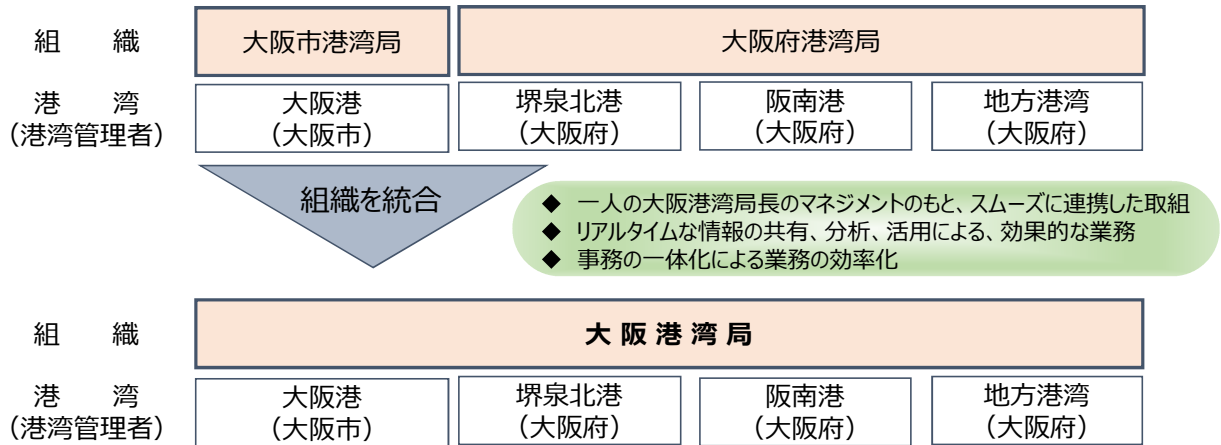 組　織
大阪市港湾局
大阪府港湾局
港　湾
（港湾管理者）
大阪港
（大阪市）
堺泉北港
（大阪府）
阪南港
（大阪府）
地方港湾
（大阪府）
組織を統合
◆ 一人の大阪港湾局長のマネジメントのもと、スムーズに連携した取組
◆ リアルタイムな情報の共有、分析、活用による、効果的な業務
◆ 事務の一体化による業務の効率化
組　織
大阪港湾局
港　湾
（港湾管理者）
大阪港
（大阪市）
堺泉北港
（大阪府）
阪南港
（大阪府）
地方港湾
（大阪府）